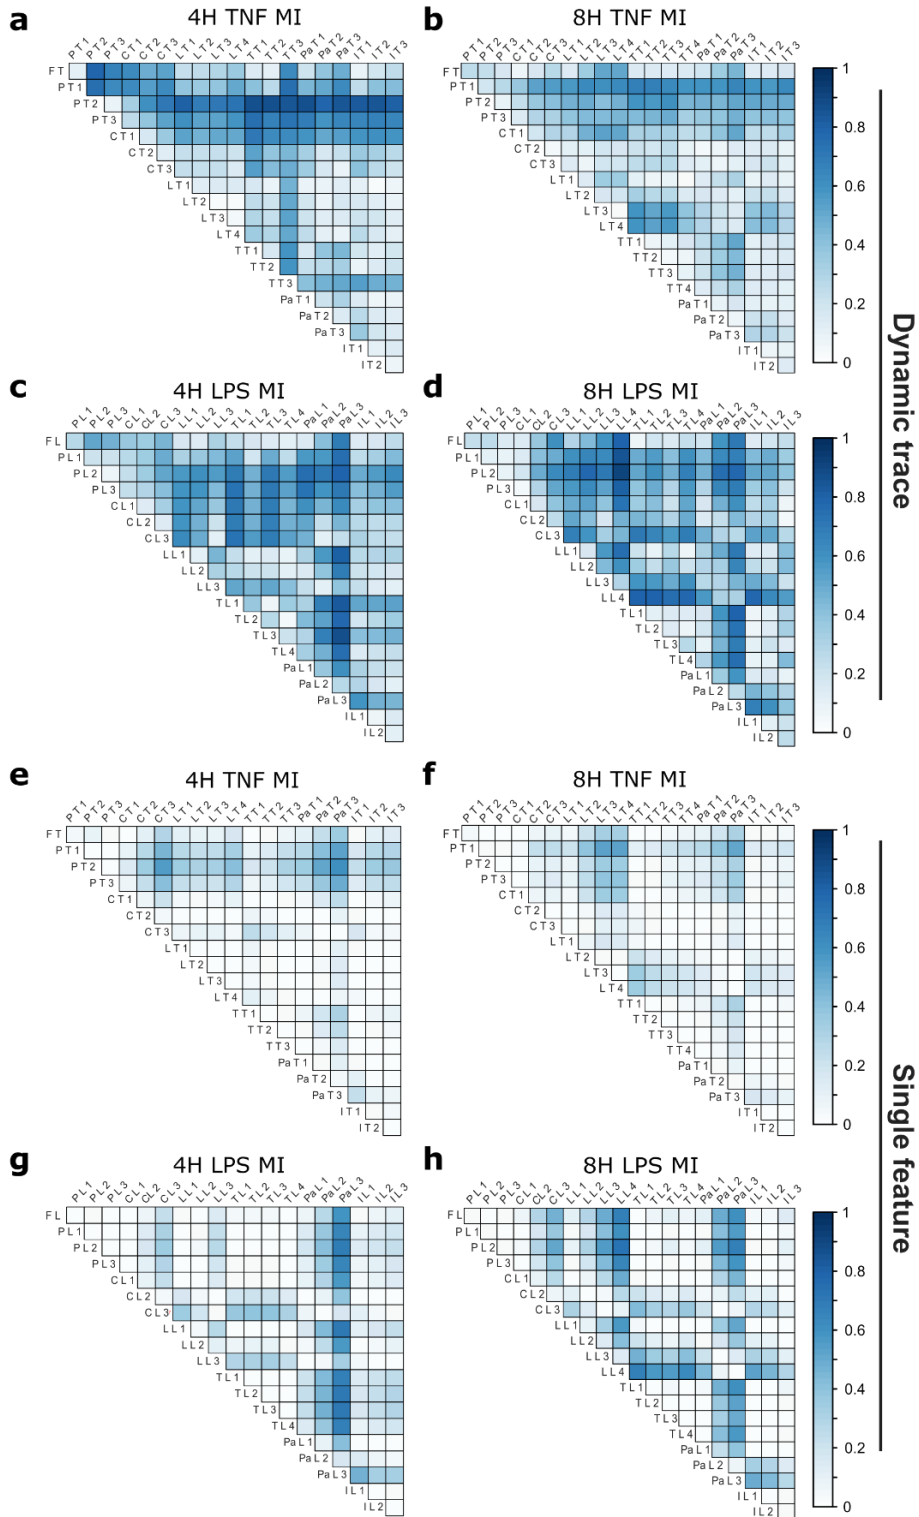 a
4H TNF MI
PT1 PT2 PT3 CT1 CT2 CT3 LT1 LT2 LT3 LT4 TT1 TT2 TT3 PaT1 PaT2 PaT3 IT1 IT2 IT3
FT
PT1
PT2
PT3
CT1
CT2
CT3
LT1
LT2
LT3
LT4
TT1
TT2
TT3
PaT1
PaT2
PaT3
IT1
IT2
b
8H TNF MI
PT1 PT2 PT3 CT1 CT2 CT3 LT1 LT2 LT3 LT4 TT1 TT2 TT3 TT4 PaT1 PaT2 PaT3 IT1 IT2 IT3
FT
PT1
PT2
PT3
CT1
CT2
CT3
LT1
LT2
LT3
LT4
TT1
TT2
TT3
TT4
PaT1
PaT2
PaT3
IT1
IT2
1
0.8
0.6
0.4
0.2
0
c
4H LPS MI
PL1 PL2 PL3 CL1 CL2 CL3 LL1 LL2 LL3 TL1 TL2 TL3 TL4 PaL1 PaL2 PaL3 IL1 IL2 IL3
FL
PL1
PL2
PL3
CL1
CL2
CL3
LL1
LL2
LL3
TL1
TL2
TL3
TL4
PaL1
PaL2
PaL3
IL1
IL2
d
8H LPS MI
PL1 PL2 PL3 CL1 CL2 CL3 LL1 LL2 LL3 LL4 TL1 TL2 TL3 TL4 PaL1 PaL2 PaL3 IL1 IL2 IL3
FL
PL1
PL2
PL3
CL1
CL2
CL3
LL1
LL2
LL3
LL4
TL1
TL2
TL3
TL4
PaL1
PaL2
PaL3
IL1
IL2
1
0.8
0.6
0.4
0.2
0
Dynamic trace
e
4H TNF MI
PT1 PT2 PT3 CT1 CT2 CT3 LT1 LT2 LT3 LT4 TT1 TT2 TT3 PaT1 PaT2 PaT3 IT1 IT2 IT3
FT
PT1
PT2
PT3
CT1
CT2
CT3
LT1
LT2
LT3
LT4
TT1
TT2
TT3
PaT1
PaT2
PaT3
IT1
IT2
f
8H TNF MI
PT1 PT2 PT3 CT1 CT2 CT3 LT1 LT2 LT3 LT4 TT1 TT2 TT3 TT4 PaT1 PaT2 PaT3 IT1 IT2 IT3
FT
PT1
PT2
PT3
CT1
CT2
CT3
LT1
LT2
LT3
LT4
TT1
TT2
TT3
TT4
PaT1
PaT2
PaT3
IT1
IT2
1
0.8
0.6
0.4
0.2
0
g
4H LPS MI
PL1 PL2 PL3 CL1 CL2 CL3 LL1 LL2 LL3 TL1 TL2 TL3 TL4 PaL1 PaL2 PaL3 IL1 IL2 IL3
FL
PL1
PL2
PL3
CL1
CL2
CL3
LL1
LL2
LL3
TL1
TL2
TL3
TL4
PaL1
PaL2
PaL3
IL1
IL2
h
8H LPS MI
PL1 PL2 PL3 CL1 CL2 CL3 LL1 LL2 LL3 LL4 TL1 TL2 TL3 TL4 PaL1 PaL2 PaL3 IL1 IL2 IL3
FL
PL1
PL2
PL3
CL1
CL2
CL3
LL1
LL2
LL3
LL4
TL1
TL2
TL3
TL4
PaL1
PaL2
PaL3
IL1
IL2
1
0.8
0.6
0.4
0.2
0
Single feature